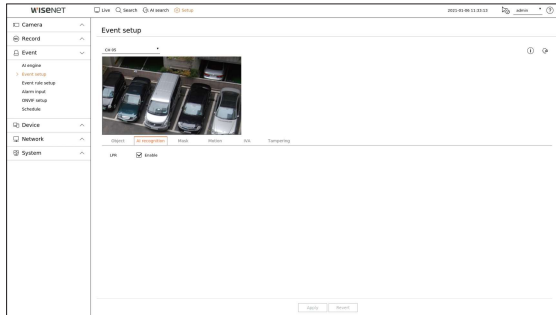 WISENET Live Search AI search Setup 2021-01-06 11:33:13 admin
Camera
Event setup
Record
Event
CH 05
AI engine
Event setup
Event rule setup
Alarm input
ONVIF setup
Schedule
Device
Object AI recognition Mask Motion IVA Tampering
Network
LPR Enable
System
Apply Revert